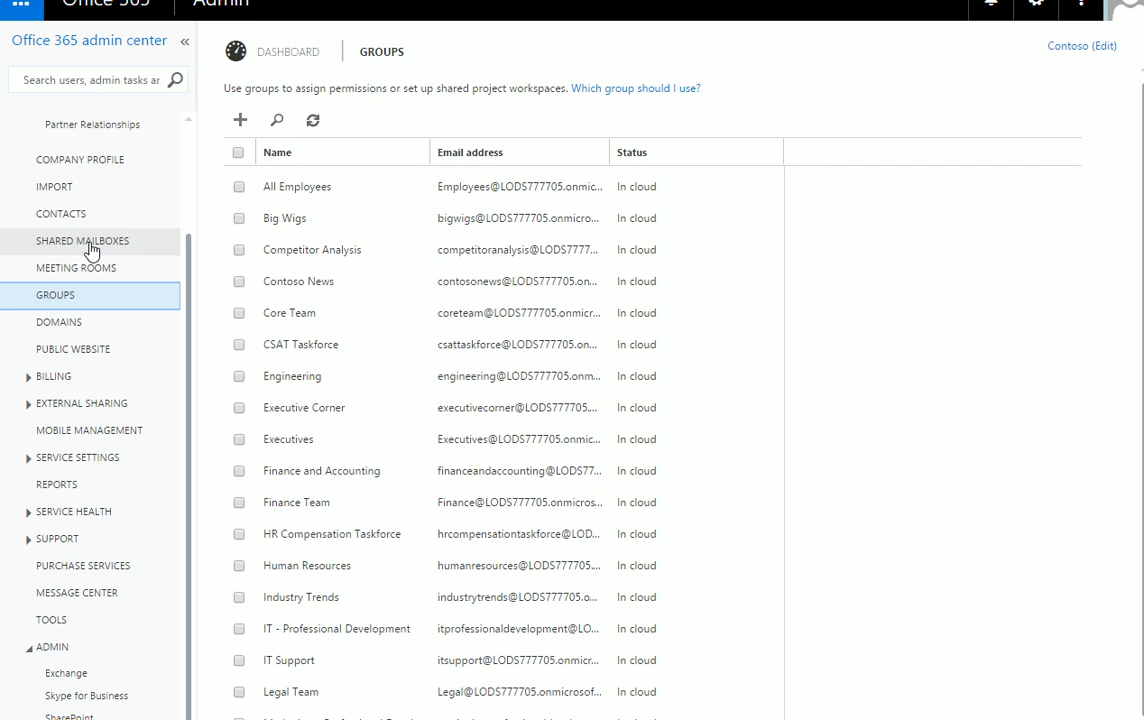 Office 365 Admin
Office 365 admin center «
Search users, admin tasks ar
Partner Relationships
COMPANY PROFILE
IMPORT
CONTACTS
SHARED MAILBOXES
MEETING ROOMS
GROUPS
DOMAINS
PUBLIC WEBSITE
BILLING
EXTERNAL SHARING
MOBILE MANAGEMENT
SERVICE SETTINGS
REPORTS
SERVICE HEALTH
SUPPORT
PURCHASE SERVICES
MESSAGE CENTER
TOOLS
ADMIN
Exchange
Skype for Business
SharePoint
DASHBOARD GROUPS
Contoso (Edit)
Use groups to assign permissions or set up shared project workspaces. Which group should I use?
Name Email address Status
All Employees Employees@LODS777705.onmic... In cloud
Big Wigs bigwigs@LODS777705.onmicro... In cloud
Competitor Analysis competitoranalysis@LODS7777... In cloud
Contoso News contosonews@LODS777705.on... In cloud
Core Team coreteam@LODS777705.onmicr... In cloud
CSAT Taskforce csattaskforce@LODS777705.on... In cloud
Engineering engineering@LODS777705.onm... In cloud
Executive Corner executivecorner@LODS777705.... In cloud
Executives Executives@LODS777705.onmic... In cloud
Finance and Accounting financeandaccounting@LODS77... In cloud
Finance Team Finance@LODS777705.onmicros... In cloud
HR Compensation Taskforce hrcompensationtaskforce@LOD... In cloud
Human Resources humanresources@LODS777705.... In cloud
Industry Trends industrytrends@LODS777705.o... In cloud
IT - Professional Development itprofessionaldevelopment@LO... In cloud
IT Support itsupport@LODS777705.onmicr... In cloud
Legal Team Legal@LODS777705.onmicrosof... In cloud